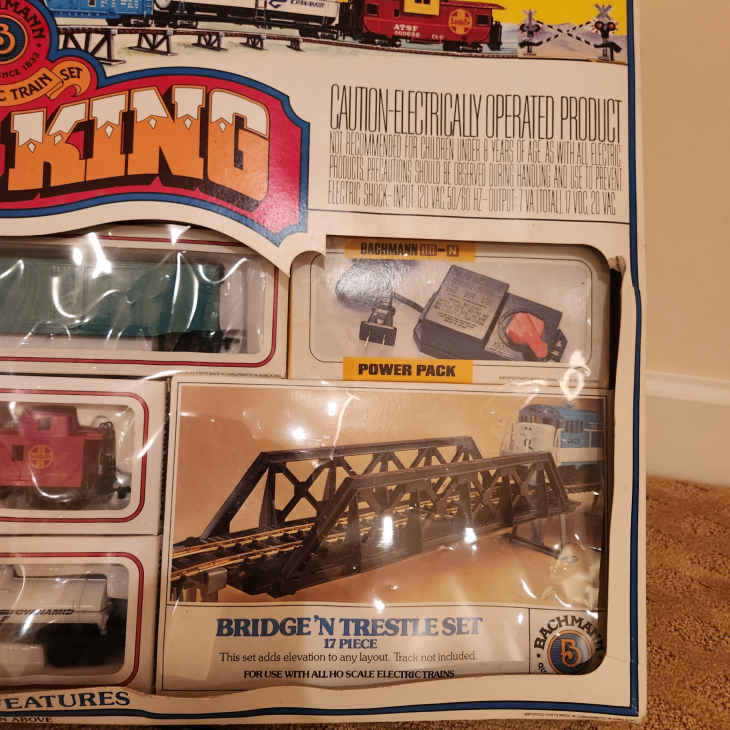 SINCE 1833
TRAIN SET
KING
ATSF
CAUTION-ELECTRICALLY OPERATED PRODUCT
NOT RECOMMENDED FOR CHILDREN UNDER 8 YEARS OF AGE. AS WITH ALL ELECTRIC
PRODUCTS, PRECAUTIONS SHOULD BE OBSERVED DURING HANDLING AND USE TO PREVENT
ELECTRIC SHOCK- INPUT: 120 VAC, 50/60 HZ- OUTPUT- 7 VA (TOTAL), 17 VDC, 20 VAC.
BACHMANN HO-N
POWER PACK
BRIDGE 'N TRESTLE SET
17 PIECE
This set adds elevation to any layout. Track not included.
FOR USE WITH ALL HO SCALE ELECTRIC TRAINS
BACHMANN
B
FEATURES
ABOVE